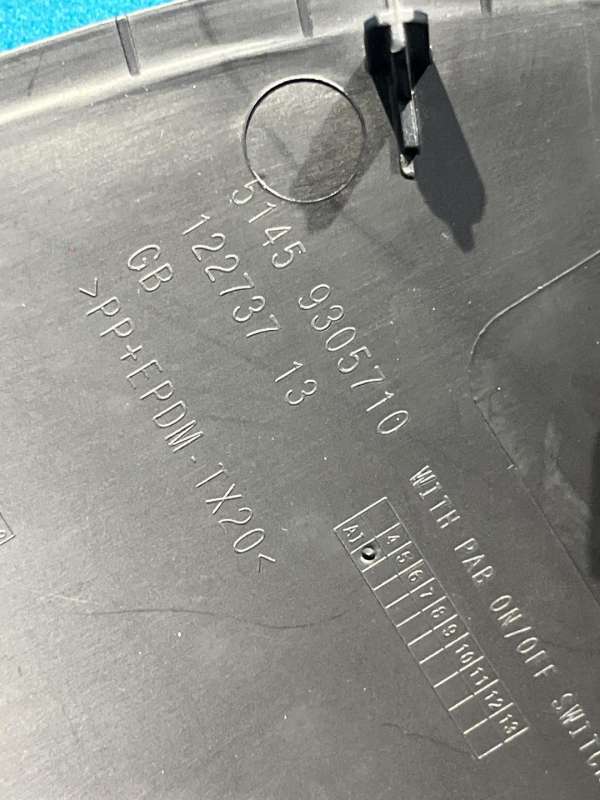 5145 9305710
122737 13
GB
>PP+EPDM-TX20<
WITH PAB ON/OFF SWITCH
4 5 6 7 8 9 10 11 12 13
AJ